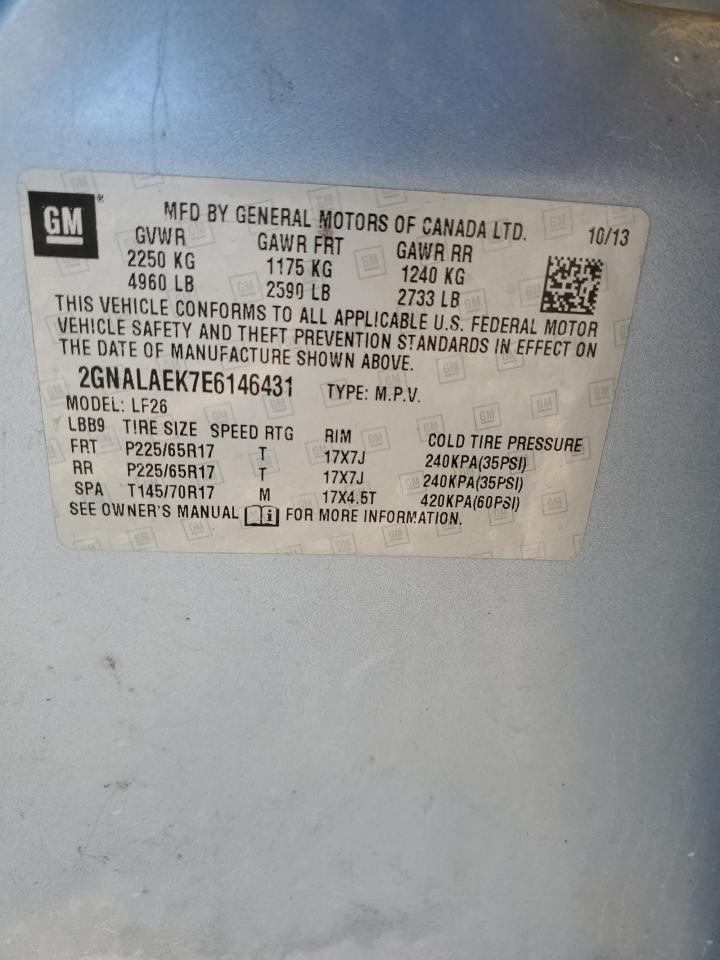 GM
MFD BY GENERAL MOTORS OF CANADA LTD. 10/13
GVWR GAWR FRT GAWR RR
2250 KG 1175 KG 1240 KG
4960 LB 2590 LB 2733 LB
THIS VEHICLE CONFORMS TO ALL APPLICABLE U.S. FEDERAL MOTOR
VEHICLE SAFETY AND THEFT PREVENTION STANDARDS IN EFFECT ON
THE DATE OF MANUFACTURE SHOWN ABOVE.
2GNALAEK7E6146431 TYPE: M.P.V.
MODEL: LF26
LBB9 TIRE SIZE SPEED RTG RIM COLD TIRE PRESSURE
FRT P225/65R17 T 17X7J 240KPA(35PSI)
RR P225/65R17 T 17X7J 240KPA(35PSI)
SPA T145/70R17 M 17X4.5T 420KPA(60PSI)
SEE OWNER'S MANUAL FOR MORE INFORMATION.